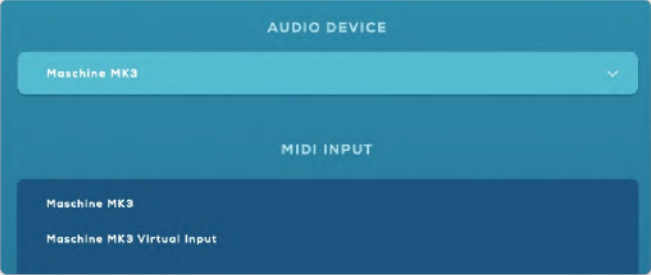 AUDIO DEVICE
Maschine MK3
MIDI INPUT
Maschine MK3
Maschine MK3 Virtual Input